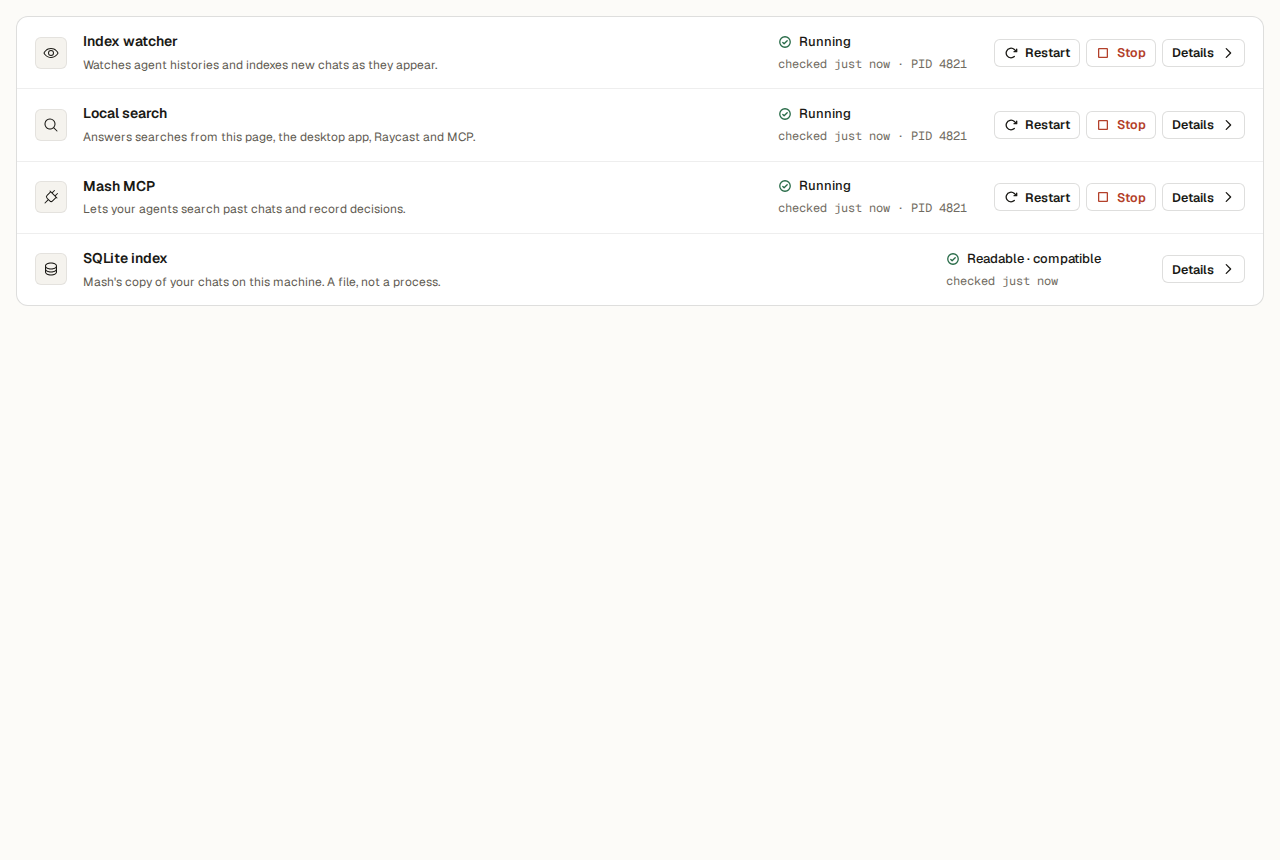 Index watcher
Watches agent histories and indexes new chats as they appear.
Running
checked just now · PID 4821
Restart
Stop
Details
Local search
Answers searches from this page, the desktop app, Raycast and MCP.
Running
checked just now · PID 4821
Restart
Stop
Details
Mash MCP
Lets your agents search past chats and record decisions.
Running
checked just now · PID 4821
Restart
Stop
Details
SQLite index
Mash's copy of your chats on this machine. A file, not a process.
Readable · compatible
checked just now
Details